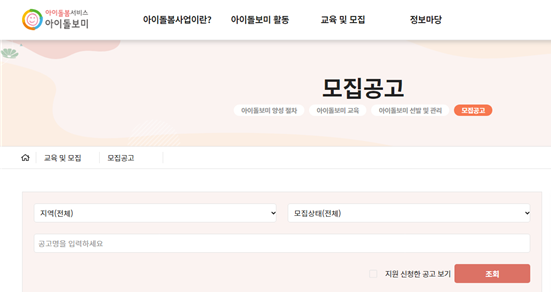 아이돌봄서비스
아이돌보미
아이돌봄사업이란? 아이돌보미 활동 교육 및 모집 정보마당
모집공고
아이돌보미 양성 절차 아이돌보미 교육 아이돌보미 선발 및 관리 모집공고
교육 및 모집 모집공고
지역(전체) 모집상태(전체)
공고명을 입력하세요
지원 신청한 공고 보기 조회